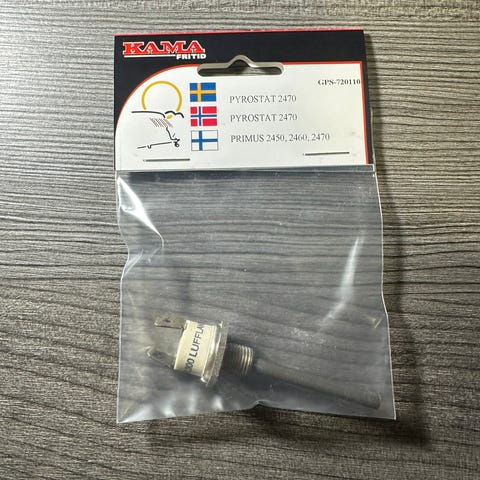 KAMA
FRITID
GPS-720110
PYROSTAT 2470
PYROSTAT 2470
PRIMUS 2450, 2460, 2470